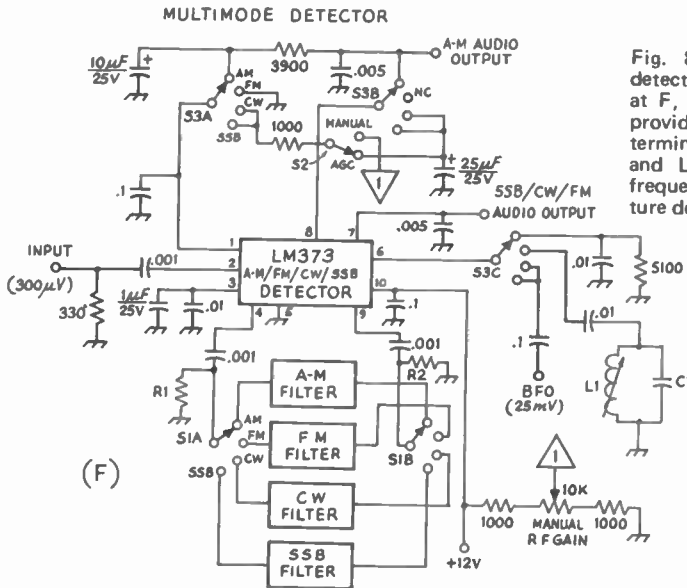 MULTIMODE DETECTOR
10µF
25V
+
3900
.005
A-M AUDIO
OUTPUT
AM
FM
CW
SSB
S3A
S3B
NC
1000
MANUAL
S2
AGC
1
+
25µF
25V
.1
SSB/CW/FM
AUDIO OUTPUT
.005
8
7
INPUT
(300µV)
.001
330
1
2
3
LM373
A-M/FM/CW/SSB
DETECTOR
6
10
S3C
.01
5100
1µF
25V
.01
4
5
9
.1
.01
.001
.001
R1
R2
.1
BFO
(25mV)
L1
C1
A-M
FILTER
S1A
AM
FM
CW
SSB
FM
FILTER
S1B
(F)
CW
FILTER
SSB
FILTER
1
10K
1000
MANUAL
RF GAIN
1000
+12V
Fig. 8
detect
at F,
provid
termin
and L
freque
ture de